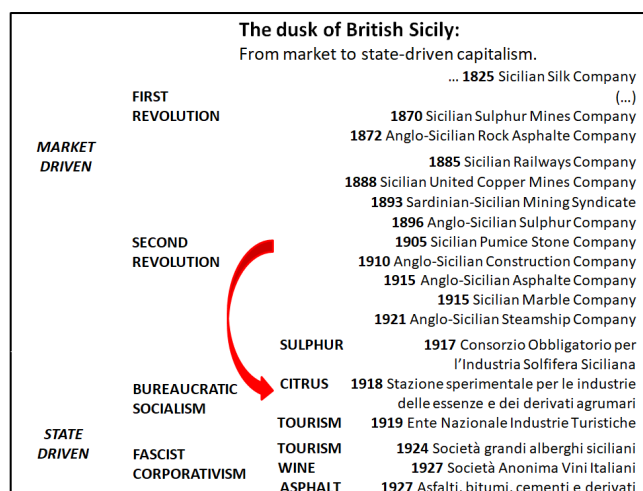 The dusk of British Sicily:
From market to state-driven capitalism.
... 1825 Sicilian Silk Company
FIRST
REVOLUTION
(...)
1870 Sicilian Sulphur Mines Company
1872 Anglo-Sicilian Rock Asphalte Company
MARKET
DRIVEN
1885 Sicilian Railways Company
1888 Sicilian United Copper Mines Company
1893 Sardinian-Sicilian Mining Syndicate
1896 Anglo-Sicilian Sulphur Company
SECOND
REVOLUTION
1905 Sicilian Pumice Stone Company
1910 Anglo-Sicilian Construction Company
1915 Anglo-Sicilian Asphalte Company
1915 Sicilian Marble Company
1921 Anglo-Sicilian Steamship Company
SULPHUR 1917 Consorzio Obbligatorio per
l'Industria Solfifera Siciliana
BUREAUCRATIC
SOCIALISM
CITRUS 1918 Stazione sperimentale per le industrie
delle essenze e dei derivati agrumari
TOURISM 1919 Ente Nazionale Industrie Turistiche
STATE
DRIVEN
FASCIST
CORPORATIVISM
TOURISM 1924 Società grandi alberghi siciliani
WINE 1927 Società Anonima Vini Italiani
ASPHALT 1927 Asfalti, bitumi, cementi e derivati